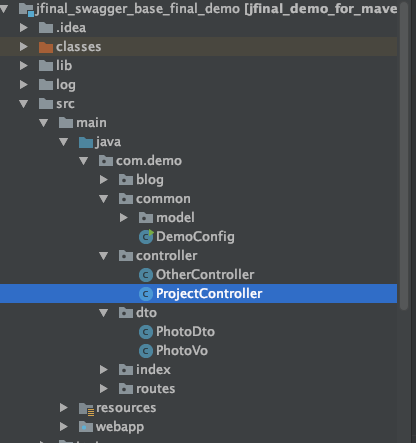 jfinal_swagger_base_final_demo [jfinal_demo_for_mave
.idea
classes
lib
log
src
main
java
com.demo
blog
common
model
DemoConfig
controller
OtherController
ProjectController
dto
PhotoDto
PhotoVo
index
routes
resources
webapp